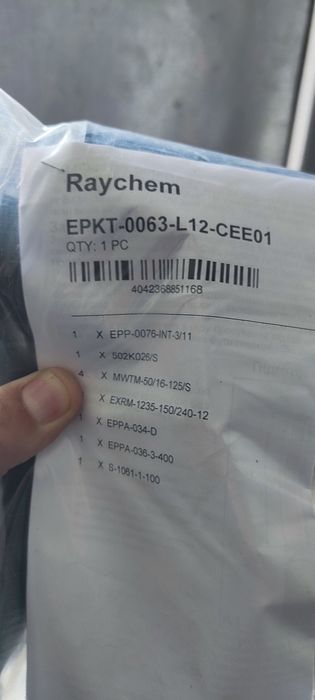 Raychem
EPKT-0063-L12-CEE01
QTY: 1 PC
4042368851168
1 X EPP-0076-INT-3/11
1 X 502K026/S
4 X MWTM-50/16-125/S
X EXRM-1235-150/240-12
1 X EPPA-034-D
1 X EPPA-036-3-400
1 X S-1061-1-100